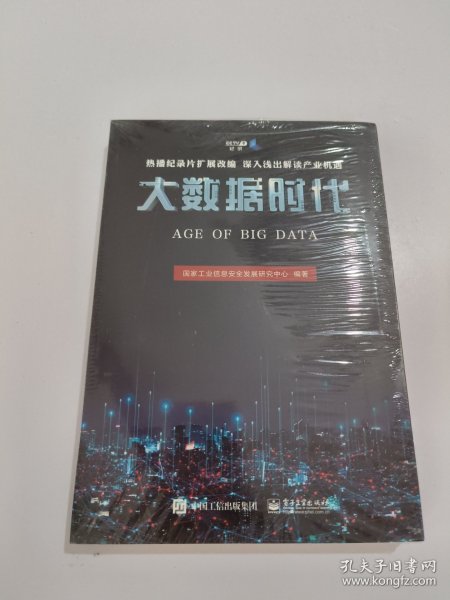 CCTV 9
纪录
热播纪录片扩展改编 深入浅出解读产业机遇
大数据时代
AGE OF BIG DATA
国家工业信息安全发展研究中心 编著
中国工信出版集团
电子工业出版社
孔夫子旧书网
www.kongfz.com